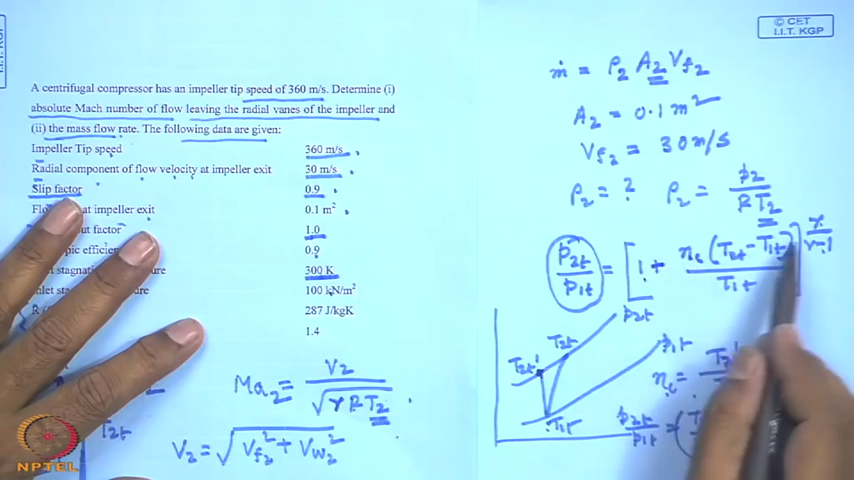 © CET
I.I.T. KGP
A centrifugal compressor has an impeller tip speed of 360 m/s. Determine (i)
absolute Mach number of flow leaving the radial vanes of the impeller and
(ii) the mass flow rate. The following data are given:
Impeller Tip speed 360 m/s
Radial component of flow velocity at impeller exit 30 m/s
Slip factor 0.9
at impeller exit 0.1 m²
factor 1.0
0.9
stagnation 300 K
100 kN/m²
287 J/kgK
1.4
T2t
Ma2 = V2 / √(γRT2)
V2 = √(Vf2² + Vw2²)
ṁ = ρ2 A2 Vf2
A2 = 0.1 m²
Vf2 = 30 m/s
ρ2 = ? ρ2 = p2 / RT2
p2t / p1t = [1 + ηc (T2t - T1t) / T1t] γ/γ-1
p2t
T2t
T2t'
p1t
T1t
ηc =
p2t / p1t =
NPTEL